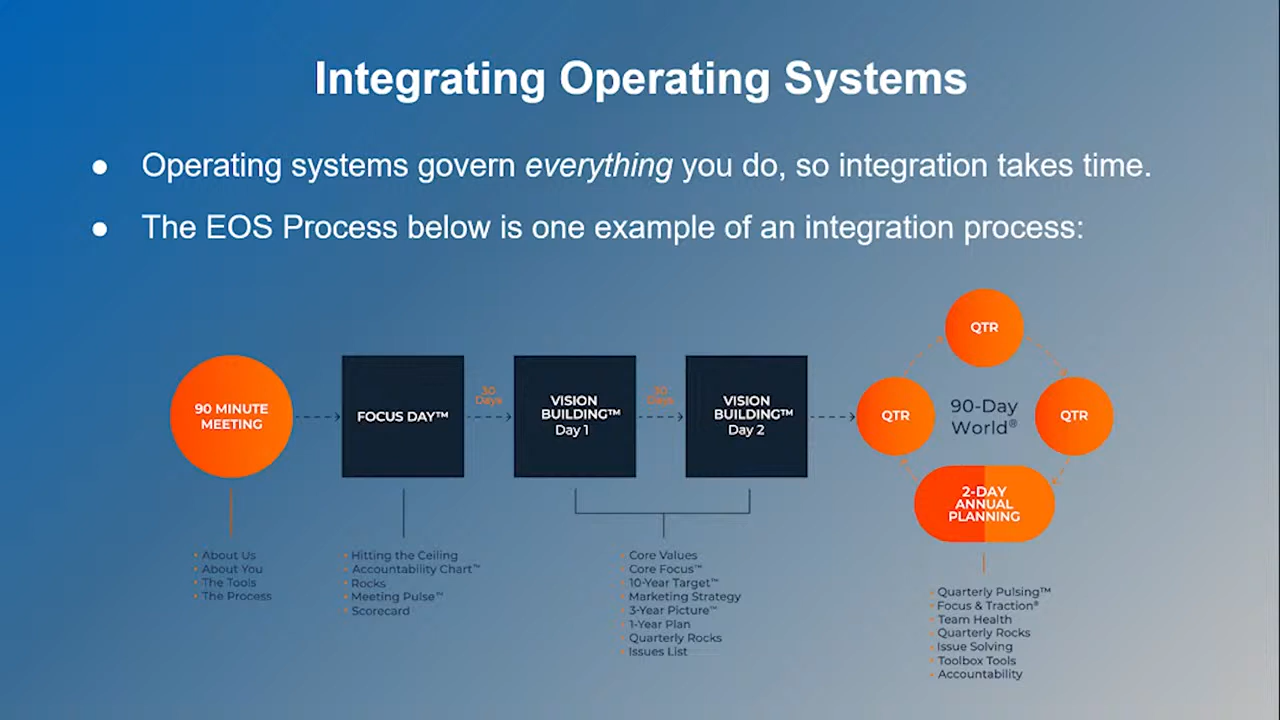 Integrating Operating Systems
● Operating systems govern everything you do, so integration takes time.
● The EOS Process below is one example of an integration process:
90 MINUTE
MEETING
FOCUS DAY™
30
Days
VISION
BUILDING™
Day 1
30
Days
VISION
BUILDING™
Day 2
QTR
QTR
QTR
90-Day
World®
2-DAY
ANNUAL
PLANNING
• About Us
• About You
• The Tools
• The Process
• Hitting the Ceiling
• Accountability Chart™
• Rocks
• Meeting Pulse™
• Scorecard
• Core Values
• Core Focus™
• 10-Year Target™
• Marketing Strategy
• 3-Year Picture™
• 1-Year Plan
• Quarterly Rocks
• Issues List
• Quarterly Pulsing™
• Focus & Traction®
• Team Health
• Quarterly Rocks
• Issue Solving
• Toolbox Tools
• Accountability